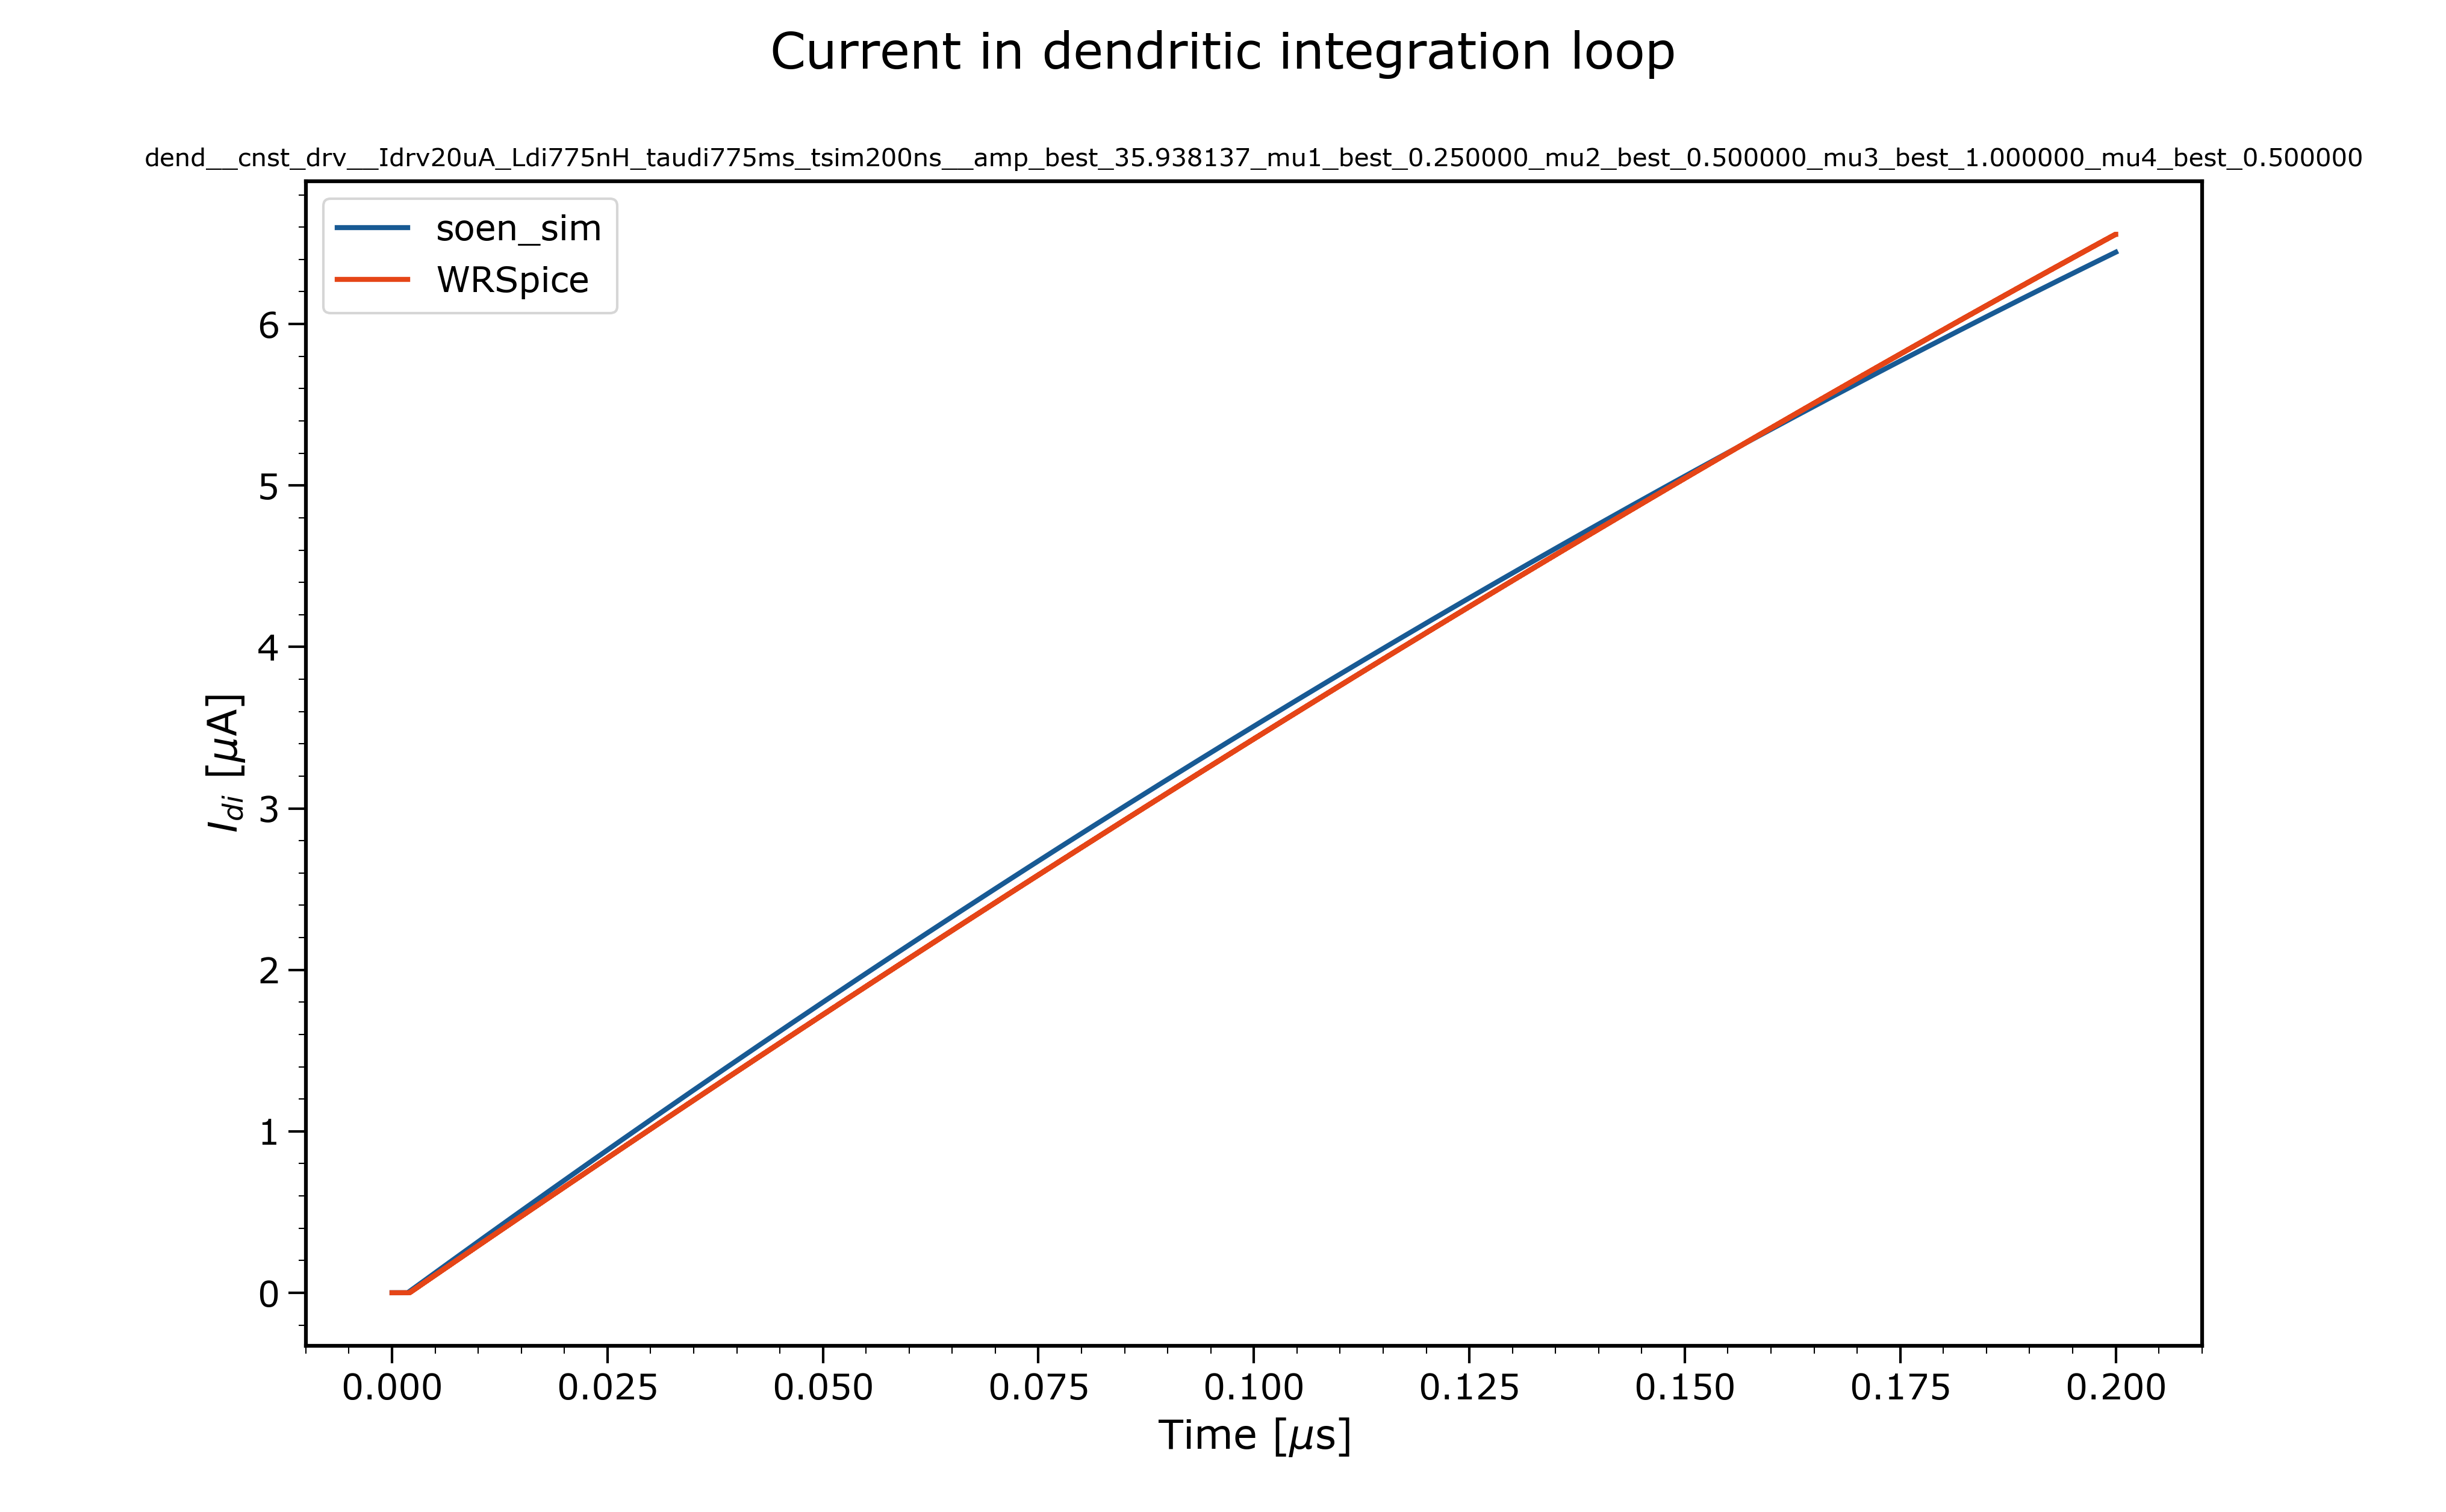 Current in dendritic integration loop
dend__cnst_drv__Idrv20uA_Ldi775nH_taudi775ms_tsim200ns__amp_best_35.938137_mu1_best_0.250000_mu2_best_0.500000_mu3_best_1.000000_mu4_best_0.500000
soen_sim
WRSpice
6
5
4
3
2
1
0
I_di [μA]
0.000 0.025 0.050 0.075 0.100 0.125 0.150 0.175 0.200
Time [μs]